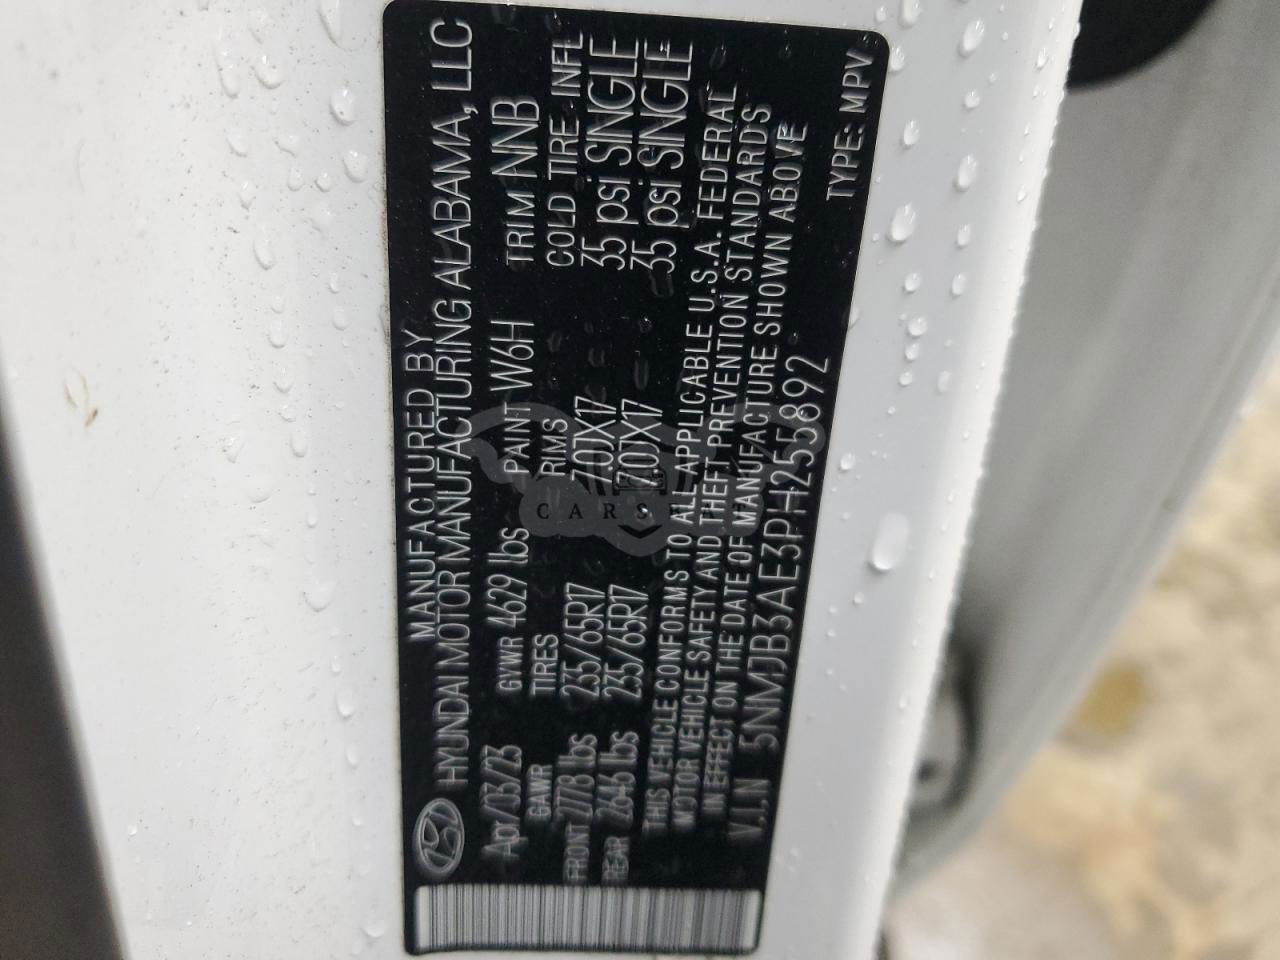 MANUFACTURED BY
HYUNDAI MOTOR MANUFACTURING ALABAMA, LLC
Apr/03/23 GVWR 4629 lbs PAINT W6H TRIM NNB
GAWR TIRES RIMS COLD TIRE INFL
FRONT 2778 lbs 235/65R17 7.0JX17 35 psi SINGLE
REAR 2646 lbs 235/65R17 7.0JX17 35 psi SINGLE
THIS VEHICLE CONFORMS TO ALL APPLICABLE U.S.A. FEDERAL
MOTOR VEHICLE SAFETY AND THEFT PREVENTION STANDARDS
IN EFFECT ON THE DATE OF MANUFACTURE SHOWN ABOVE
V.I.N 5NMJB3AE3PH255892 TYPE: MPV
CARSBAT